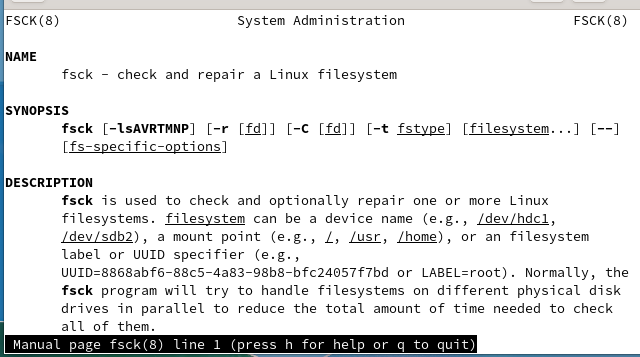 FSCK(8) System Administration FSCK(8)
NAME
fsck - check and repair a Linux filesystem
SYNOPSIS
fsck [-lsAVRTMNP] [-r [fd]] [-C [fd]] [-t fstype] [filesystem...] [--]
[fs-specific-options]
DESCRIPTION
fsck is used to check and optionally repair one or more Linux
filesystems. filesystem can be a device name (e.g., /dev/hdc1,
/dev/sdb2), a mount point (e.g., /, /usr, /home), or an filesystem
label or UUID specifier (e.g.,
UUID=8868abf6-88c5-4a83-98b8-bfc24057f7bd or LABEL=root). Normally, the
fsck program will try to handle filesystems on different physical disk
drives in parallel to reduce the total amount of time needed to check
all of them.
Manual page fsck(8) line 1 (press h for help or q to quit)